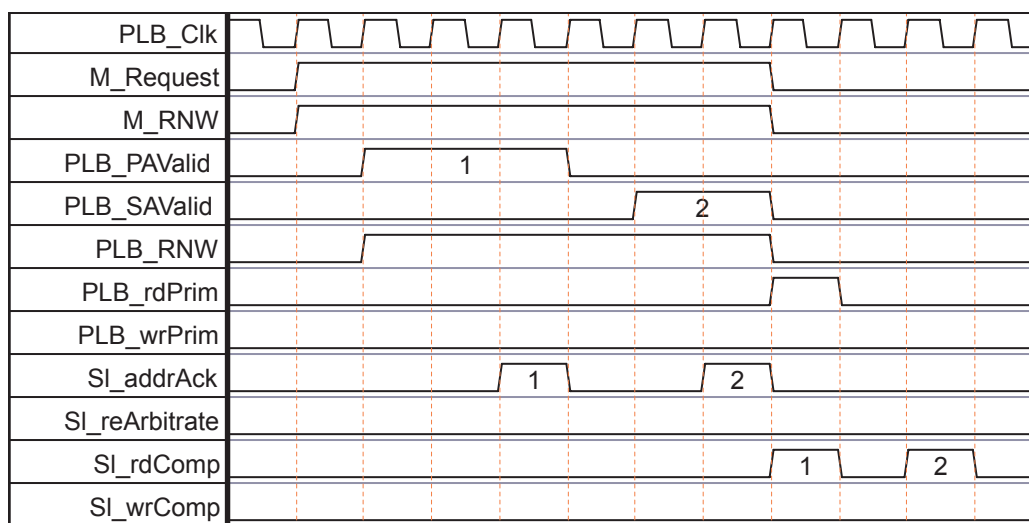 PLB_Clk
M_Request
M_RNW
PLB_PAValid 1
PLB_SAValid 2
PLB_RNW
PLB_rdPrim
PLB_wrPrim
Sl_addrAck 1 2
Sl_reArbitrate
Sl_rdComp 1 2
Sl_wrComp